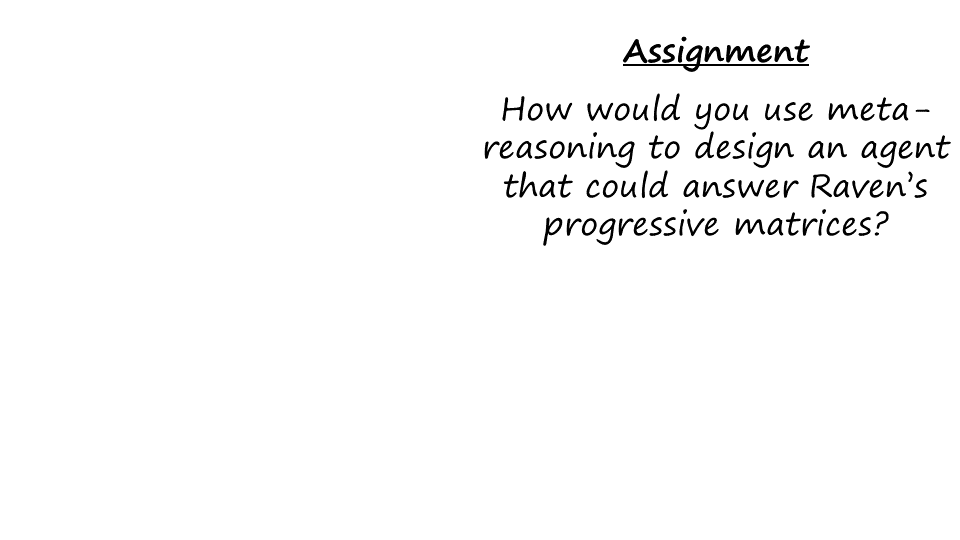 Assignment
How would you use meta-
reasoning to design an agent
that could answer Raven’s
progressive matrices?